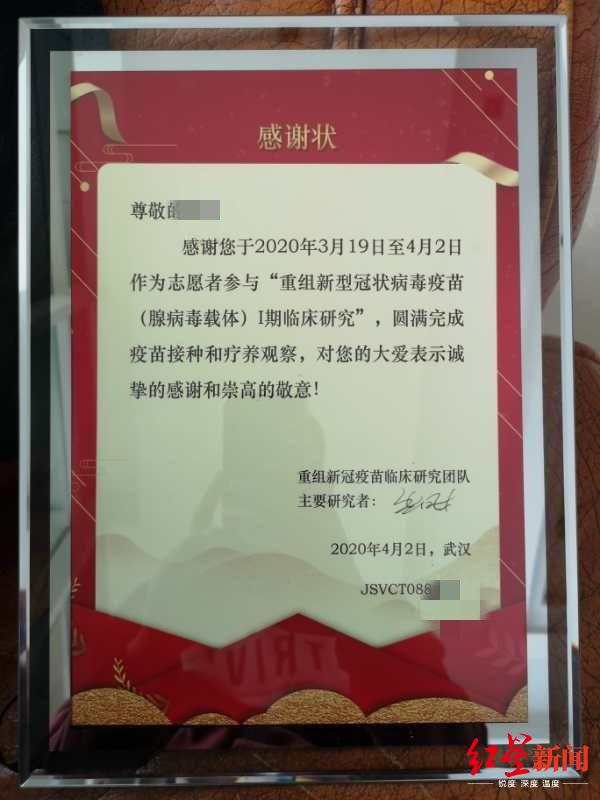 感谢状
尊敬的
感谢您于2020年3月19日至4月2日
作为志愿者参与“重组新型冠状病毒疫苗
（腺病毒载体）I期临床研究”，圆满完成
疫苗接种和疗养观察，对您的大爱表示诚
挚的感谢和崇高的敬意！
重组新冠疫苗临床研究团队
主要研究者：
2020年4月2日，武汉
JSVCT088
红星新闻
锐度 深度 温度